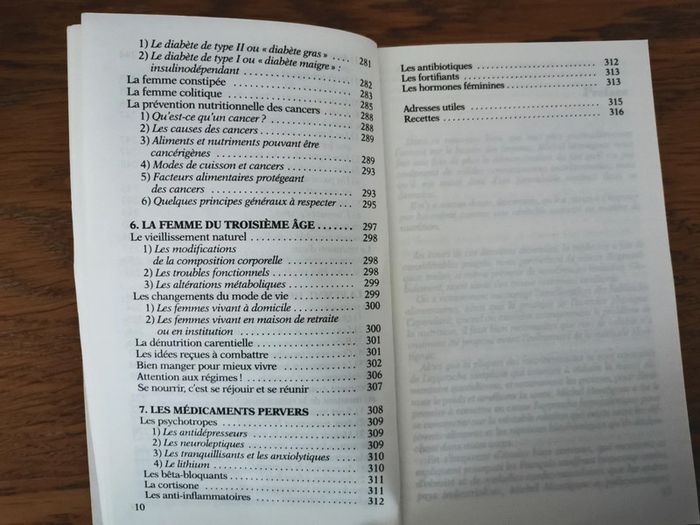 1) Le diabète de type II ou « diabète gras » .... 281
2) Le diabète de type I ou « diabète maigre » :
insulinodépendant .................... 282
La femme constipée .................... 283
La femme colitique .................... 285
La prévention nutritionnelle des cancers .......... 288
1) Qu'est-ce qu'un cancer ? .................... 288
2) Les causes des cancers .................... 289
3) Aliments et nutriments pouvant être
cancérigènes .................... 289
4) Modes de cuisson et cancers .............. 293
5) Facteurs alimentaires protégeant
des cancers .................... 293
6) Quelques principes généraux à respecter .... 295
6. LA FEMME DU TROISIÈME ÂGE ....... 297
Le vieillissement naturel .................... 298
1) Les modifications
de la composition corporelle .............. 298
2) Les troubles fonctionnels .................. 298
3) Les altérations métaboliques .............. 299
Les changements du mode de vie ................ 299
1) Les femmes vivant à domicile .............. 300
2) Les femmes vivant en maison de retraite
ou en institution .................... 300
La dénutrition carentielle .................... 301
Les idées reçues à combattre .................... 301
Bien manger pour mieux vivre .................... 302
Attention aux régimes ! .................... 306
Se nourrir, c'est se réjouir et se réunir ............ 307
7. LES MÉDICAMENTS PERVERS ........... 308
Les psychotropes .................... 309
1) Les antidépresseurs .................... 309
2) Les neuroleptiques .................... 309
3) Les tranquillisants et les anxiolytiques ...... 310
4) Le lithium .................... 310
Les bêta-bloquants .................... 311
La cortisone .................... 311
Les anti-inflammatoires .................... 312
10
Les antibiotiques .................... 312
Les fortifiants .................... 313
Les hormones féminines .................... 313
Adresses utiles .................... 315
Recettes .................... 316